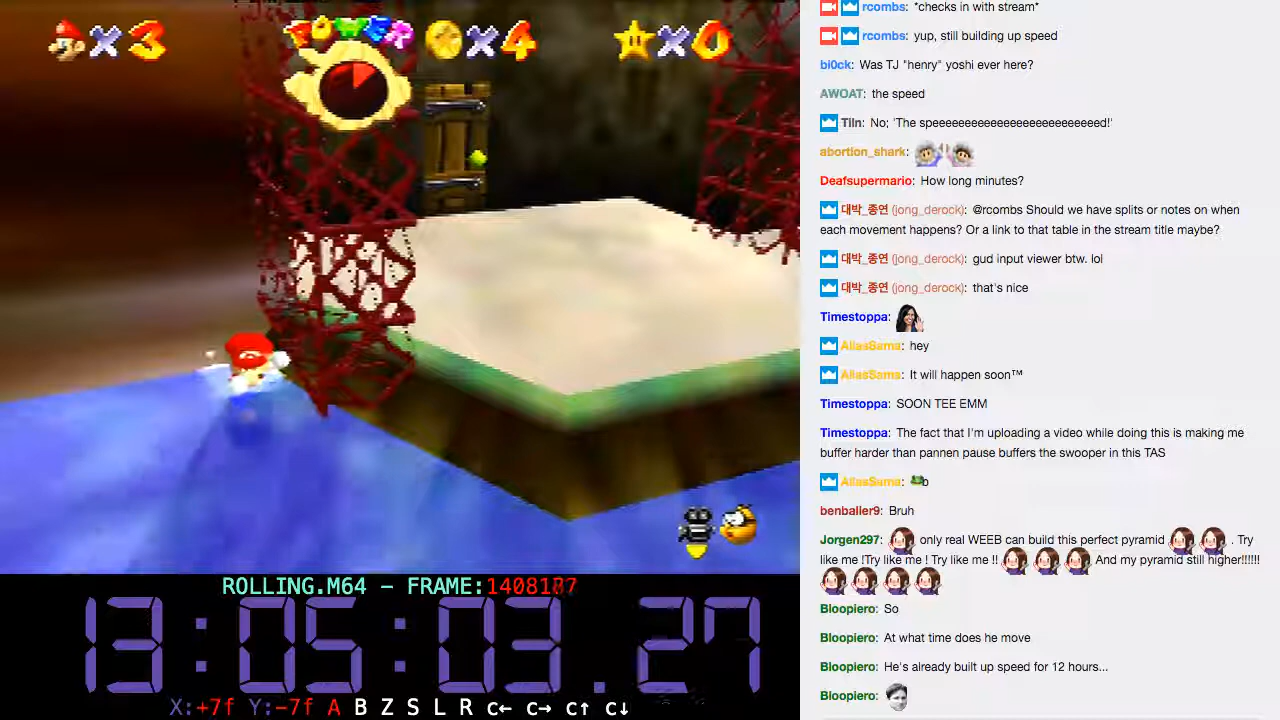 x3 POWER x4 x0
rcombs: *checks in with stream*
rcombs: yup, still building up speed
bi0ck: Was TJ "henry" yoshi ever here?
AWOAT: the speed
Tiln: No; 'The speeeeeeeeeeeeeeeeeeeeeeeeeed!'
abortion_shark:
Deafsupermario: How long minutes?
대박_종연 (jong_derock): @rcombs Should we have splits or notes on when
each movement happens? Or a link to that table in the stream title maybe?
대박_종연 (jong_derock): gud input viewer btw. lol
대박_종연 (jong_derock): that's nice
Timestoppa:
AliasSama: hey
AliasSama: It will happen soon™
Timestoppa: SOON TEE EMM
Timestoppa: The fact that I'm uploading a video while doing this is making me
buffer harder than pannen pause buffers the swooper in this TAS
AliasSama: b
benballer9: Bruh
Jorgen297: only real WEEB can build this perfect pyramid . Try
like me !Try like me ! Try like me !! And my pyramid still higher!!!!!!
Bloopiero: So
Bloopiero: At what time does he move
Bloopiero: He's already built up speed for 12 hours...
Bloopiero:
ROLLING.M64 – FRAME:1408187
13:05:03.27
X:+7f Y:-7f A B Z S L R C← C→ C↑ C↓